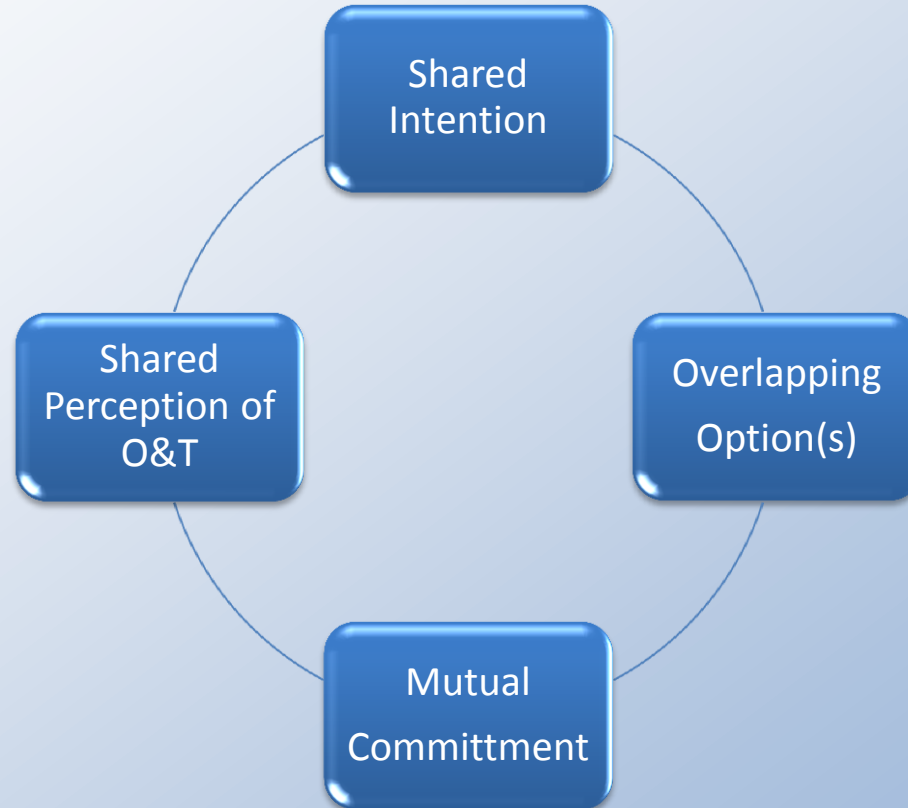 Shared
Intention
Shared
Perception of
O&T
Overlapping
Option(s)
Mutual
Committment